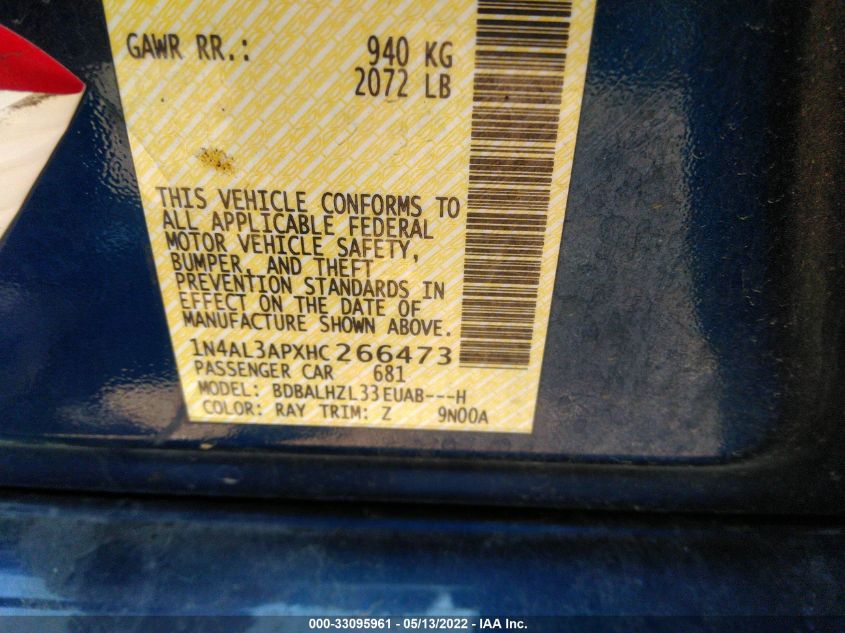 GAWR RR.: 940 KG
2072 LB
THIS VEHICLE CONFORMS TO
ALL APPLICABLE FEDERAL
MOTOR VEHICLE SAFETY,
BUMPER, AND THEFT
PREVENTION STANDARDS IN
EFFECT ON THE DATE OF
MANUFACTURE SHOWN ABOVE.
1N4AL3APXHC266473
PASSENGER CAR 681
MODEL: BDBALHZL33EUAB---H
COLOR: RAY TRIM: Z 9N00A
000-33095961 - 05/13/2022 - IAA Inc.